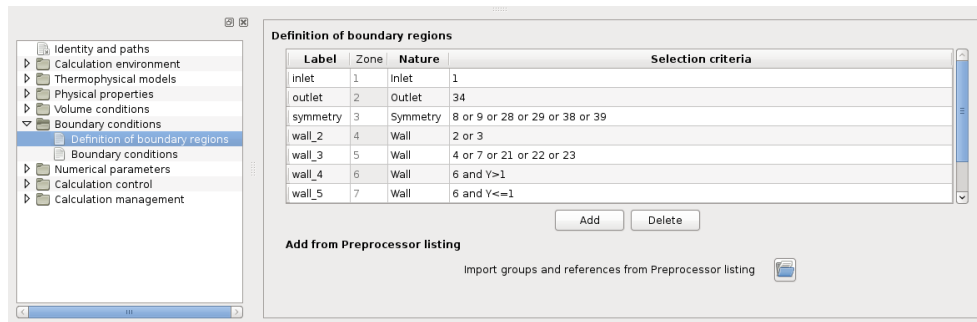 Identity and paths
Calculation environment
Thermophysical models
Physical properties
Volume conditions
Boundary conditions
Definition of boundary regions
Boundary conditions
Numerical parameters
Calculation control
Calculation management
Definition of boundary regions
Label Zone Nature Selection criteria
inlet 1 Inlet 1
outlet 2 Outlet 34
symmetry 3 Symmetry 8 or 9 or 28 or 29 or 38 or 39
wall_2 4 Wall 2 or 3
wall_3 5 Wall 4 or 7 or 21 or 22 or 23
wall_4 6 Wall 6 and Y>1
wall_5 7 Wall 6 and Y<=1
Add Delete
Add from Preprocessor listing
Import groups and references from Preprocessor listing